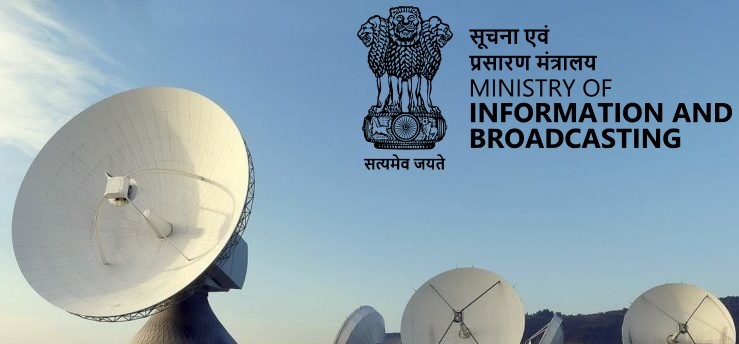 सूचना एवं
प्रसारण मंत्रालय
MINISTRY OF
INFORMATION AND
BROADCASTING
सत्यमेव जयते